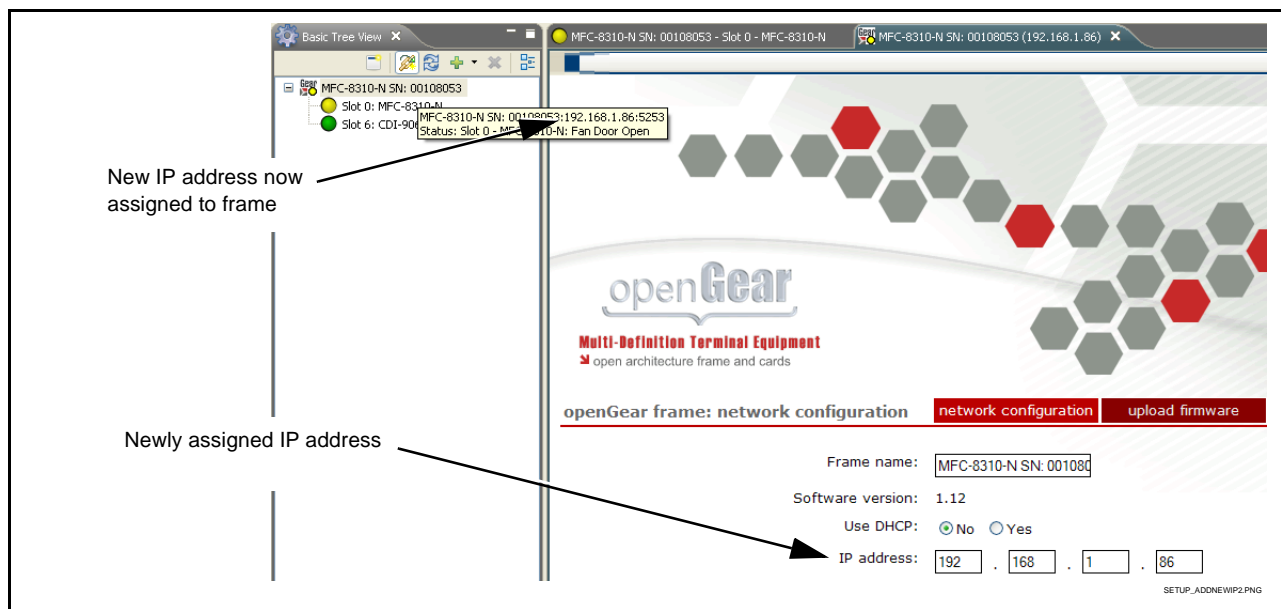 Basic Tree View
MFC-8310-N SN: 00108053 - Slot 0 - MFC-8310-N
MFC-8310-N SN: 00108053 (192.168.1.86)
MFC-8310-N SN: 00108053
Slot 0: MFC-8310-N
Slot 6: CDI-90
MFC-8310-N SN: 00108053:192.168.1.86:5253
Status: Slot 0 - MFC-8310-N: Fan Door Open
New IP address now
assigned to frame
openGear
Multi-Definition Terminal Equipment
open architecture frame and cards
openGear frame: network configuration
network configuration
upload firmware
Newly assigned IP address
Frame name: MFC-8310-N SN: 001080
Software version: 1.12
Use DHCP: No Yes
IP address: 192 . 168 . 1 . 86
SETUP_ADDNEWIP2.PNG